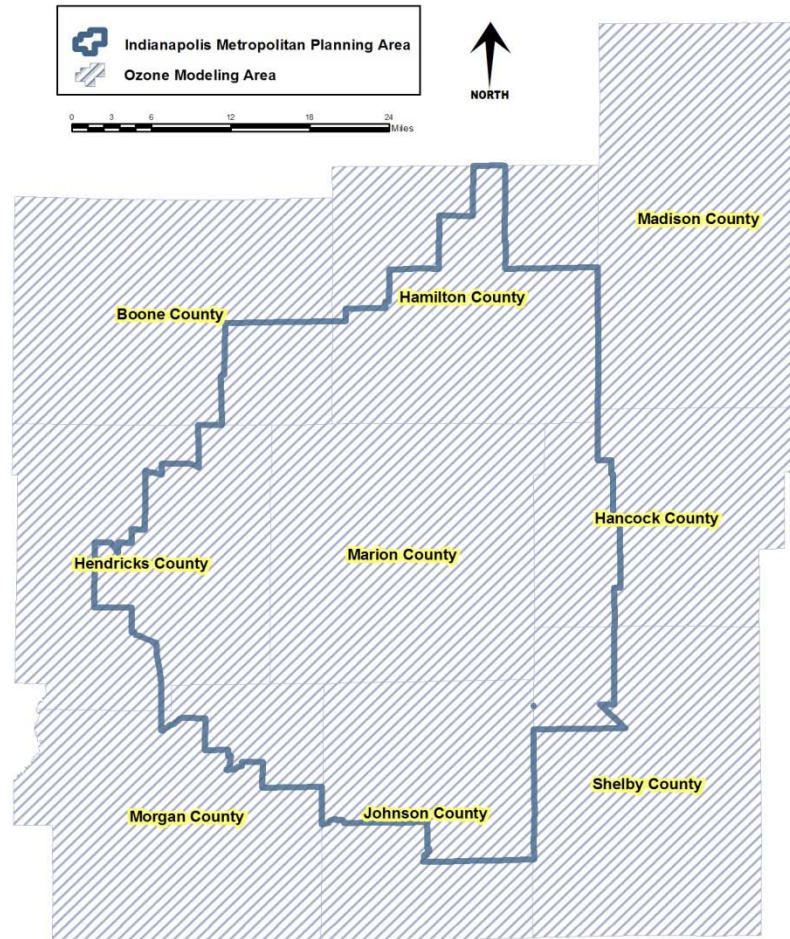 Indianapolis Metropolitan Planning Area
Ozone Modeling Area
NORTH
0 3 6 12 18 24
Miles
Madison County
Hamilton County
Boone County
Hancock County
Marion County
Hendricks County
Shelby County
Johnson County
Morgan County